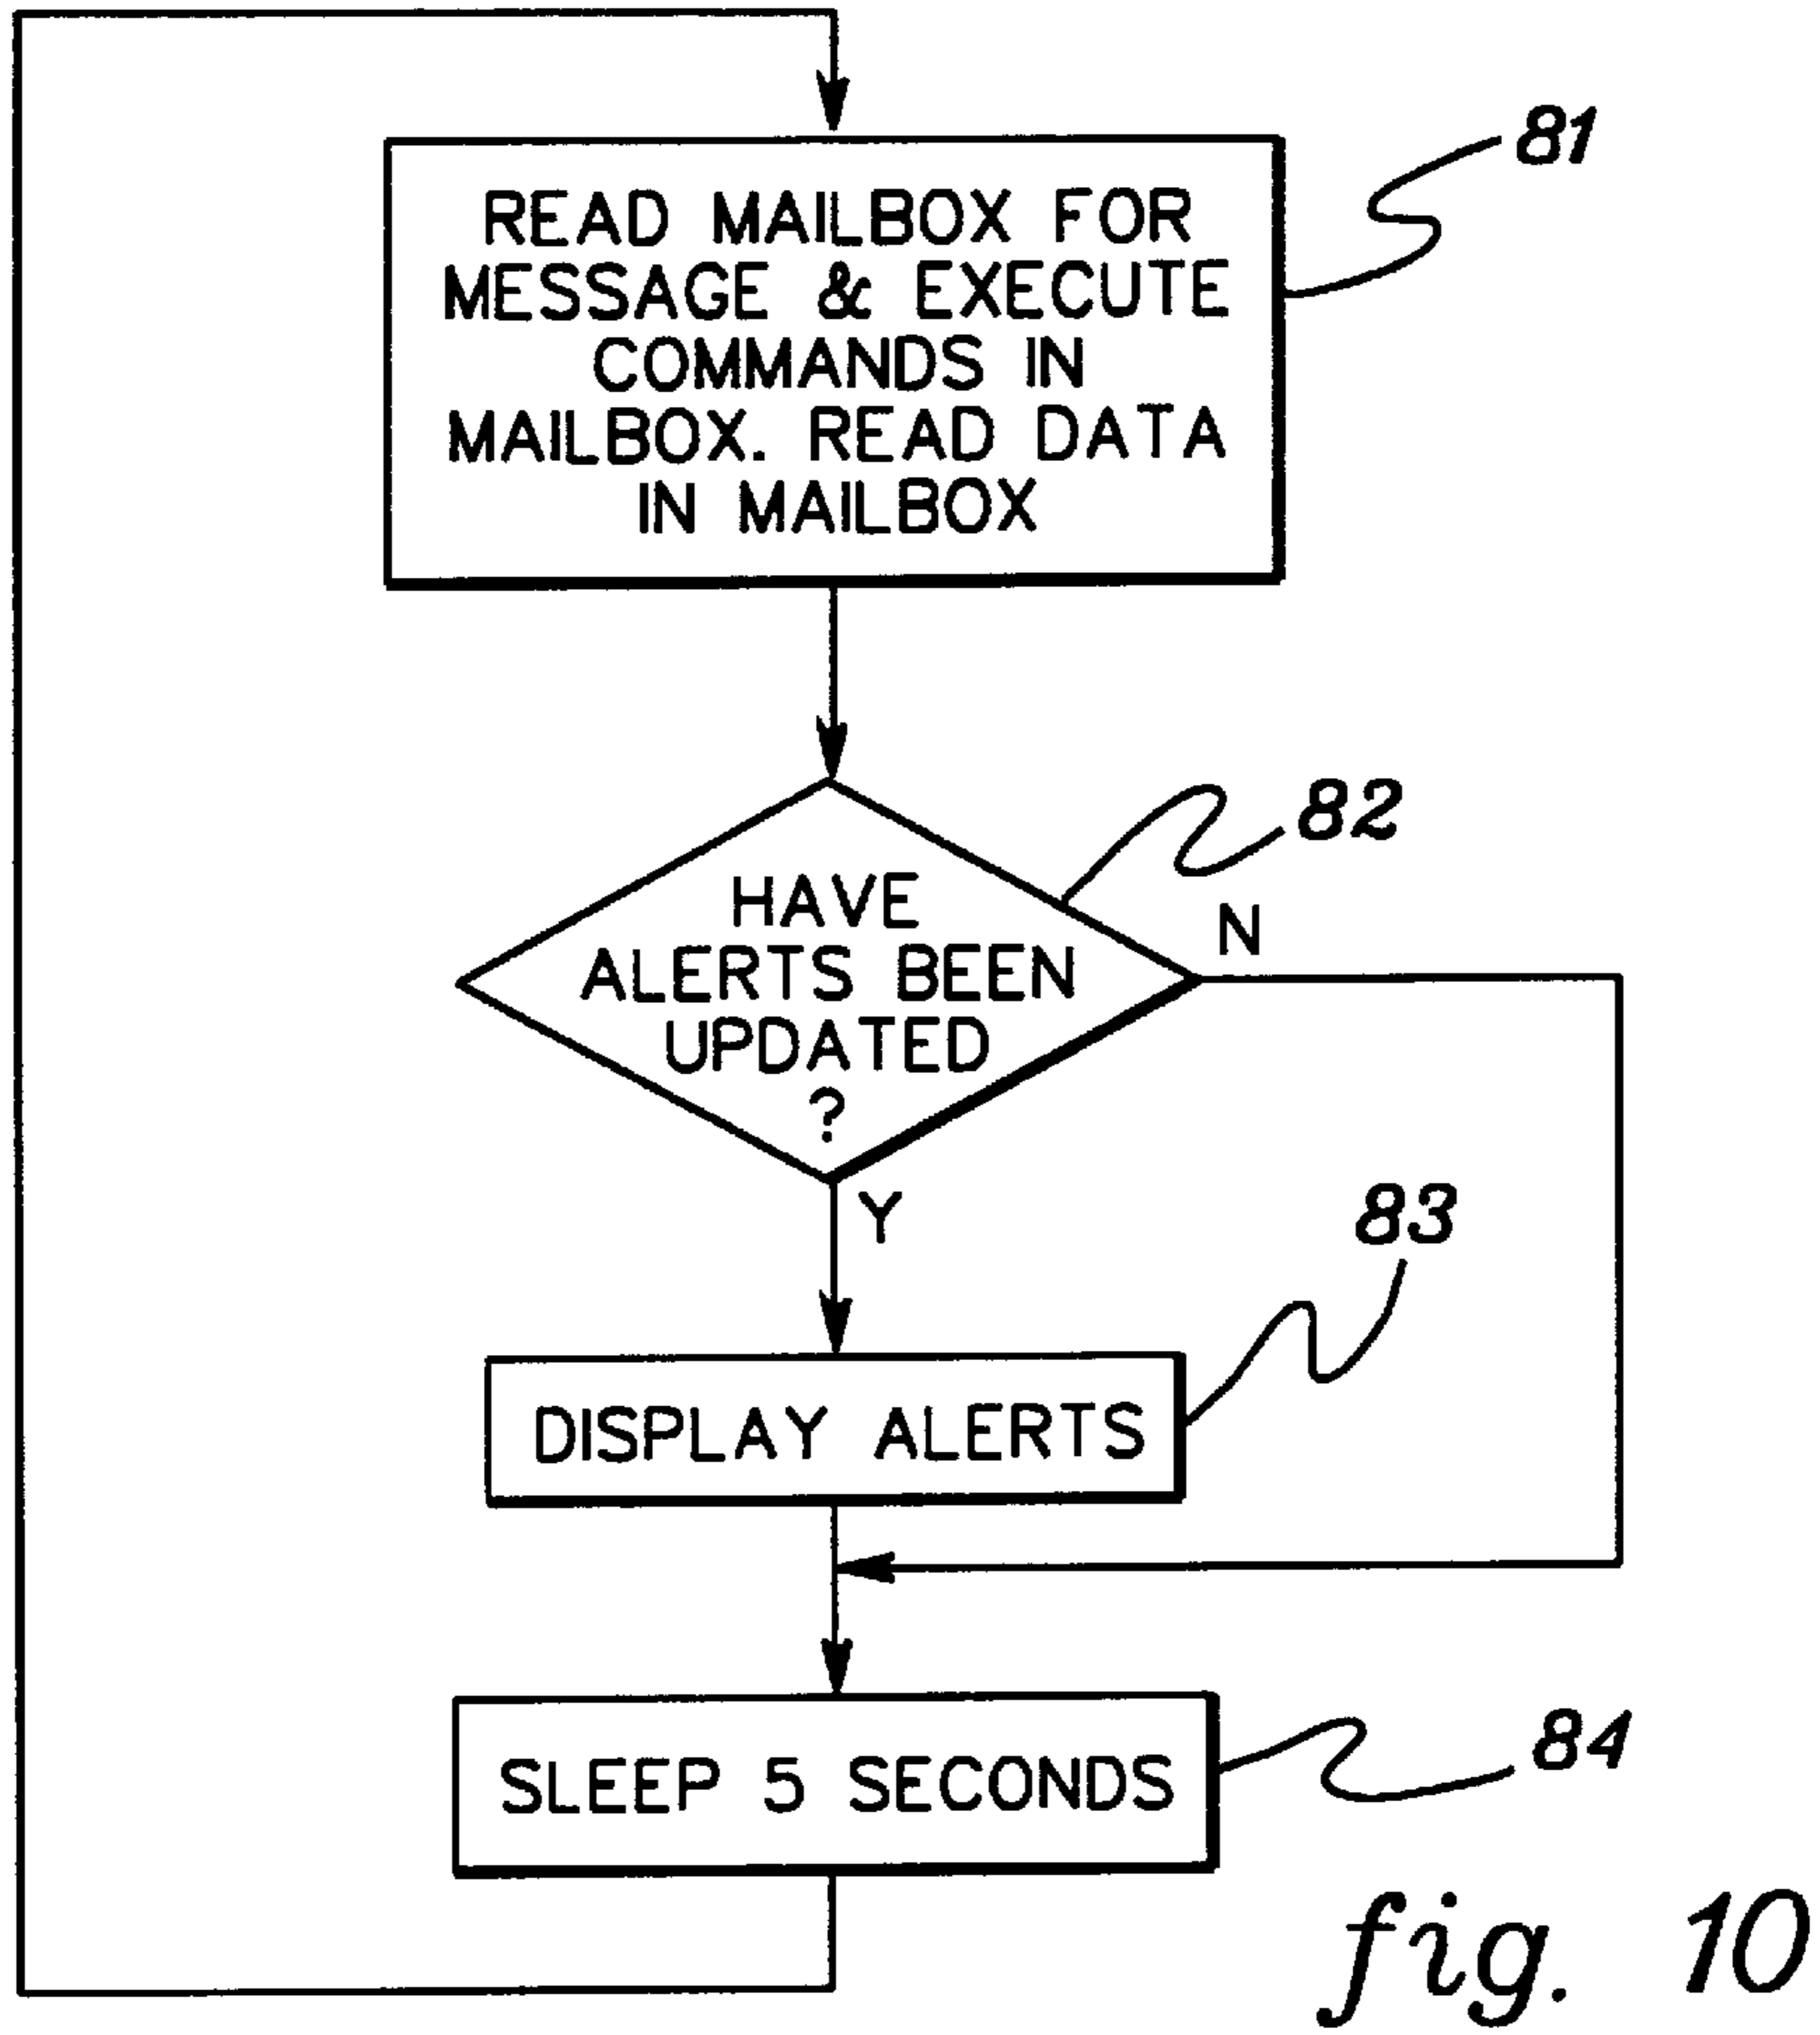 81
READ MAILBOX FOR
MESSAGE & EXECUTE
COMMANDS IN
MAILBOX. READ DATA
IN MAILBOX
82
HAVE
ALERTS BEEN
UPDATED
?
N
Y
83
DISPLAY ALERTS
84
SLEEP 5 SECONDS
fig. 10